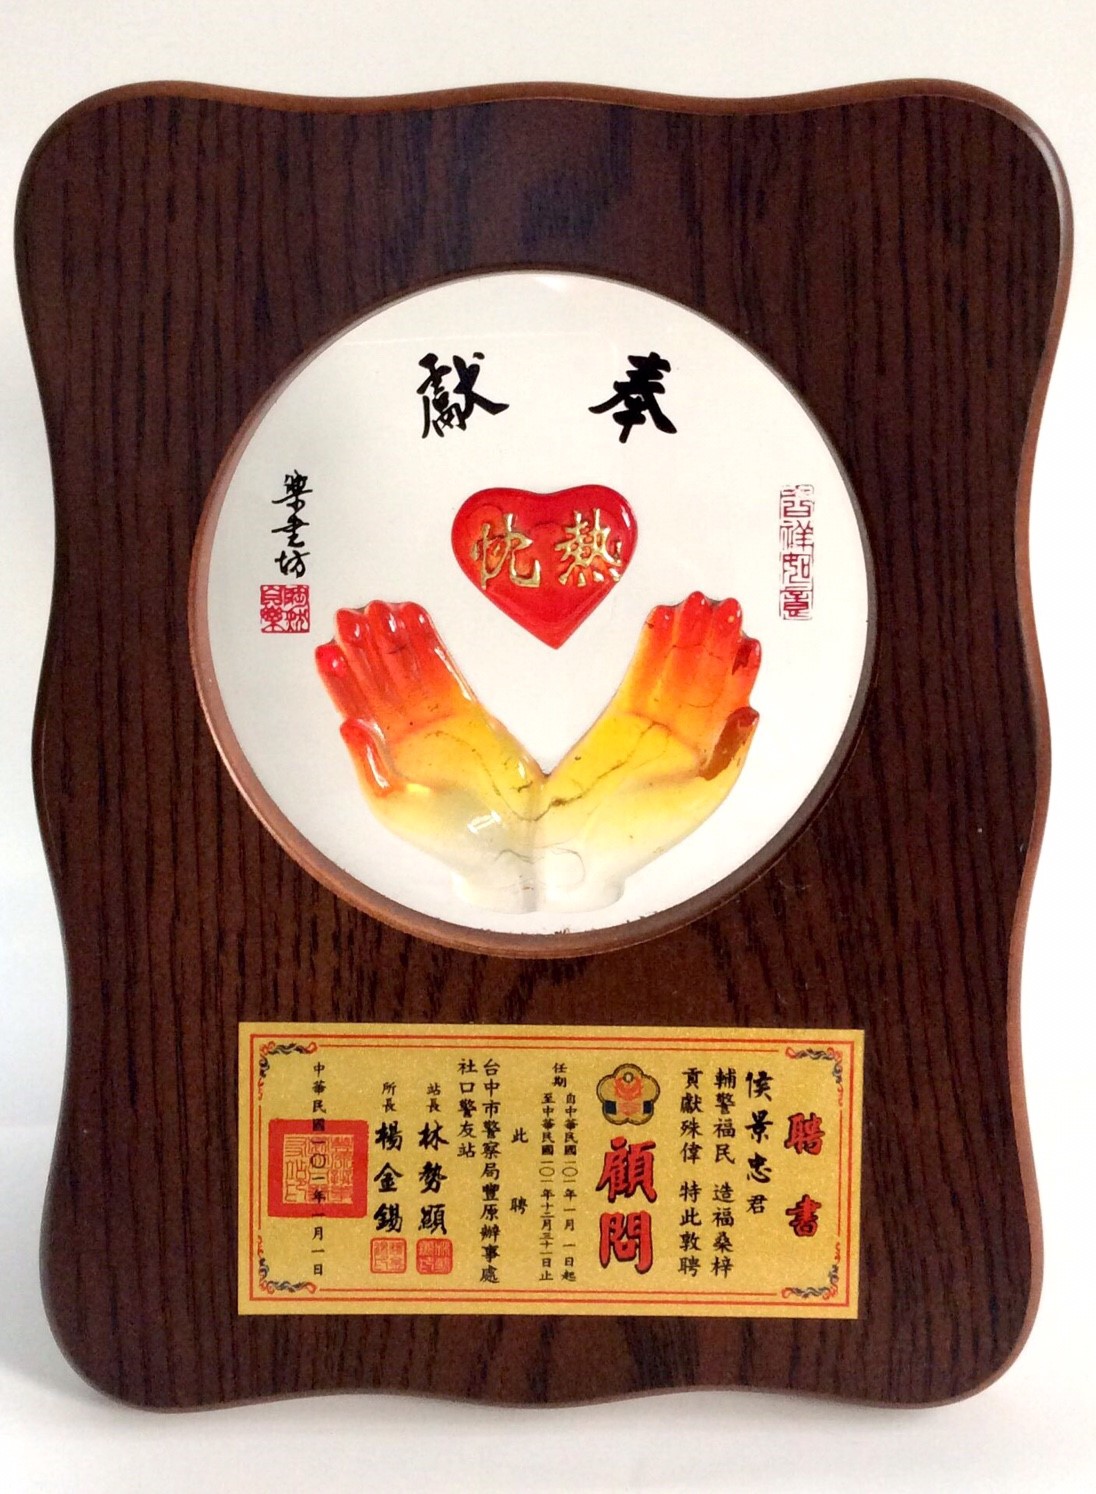 奉獻
熱忱
吉祥如意
聘書
侯景忠君
輔警福民 造福桑梓
貢獻殊偉 特此敦聘
顧問
任期 自中華民國一〇一年一月一日起
至中華民國一〇一年十二月三十一日止
此聘
台中市警察局豐原辦事處
社口警友站
站長 林勢顯
所長 楊金錫
中華民國一〇一年一月一日